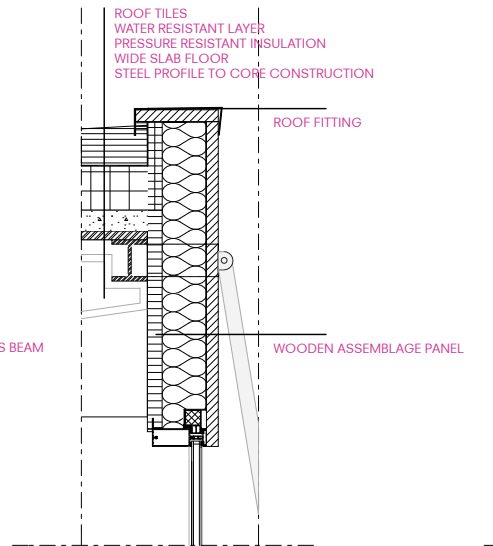 ROOF TILES
WATER RESISTANT LAYER
PRESSURE RESISTANT INSULATION
WIDE SLAB FLOOR
STEEL PROFILE TO CORE CONSTRUCTION
ROOF FITTING
S BEAM
WOODEN ASSEMBLAGE PANEL